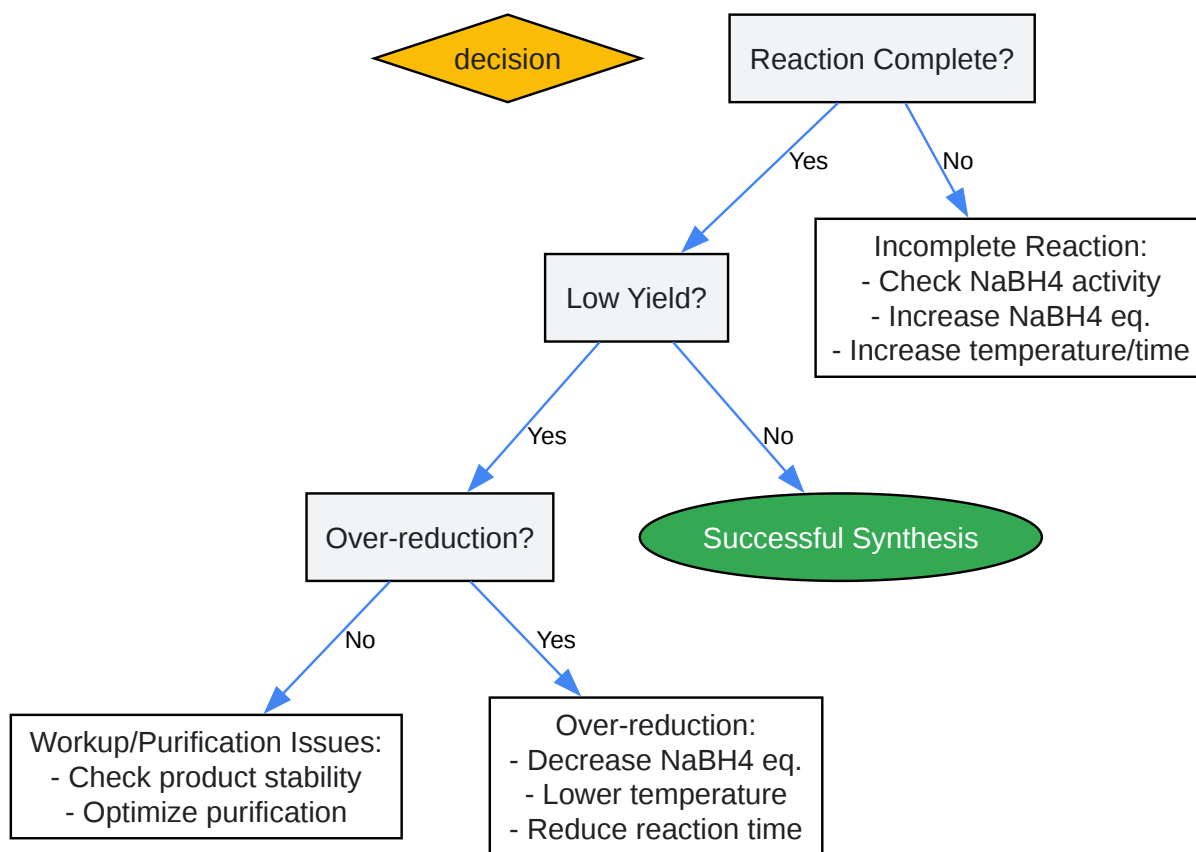 decision
Reaction Complete?
Yes
No
Incomplete Reaction:
- Check NaBH4 activity
- Increase NaBH4 eq.
- Increase temperature/time
Low Yield?
Yes
No
Over-reduction?
Successful Synthesis
No
Yes
Workup/Purification Issues:
- Check product stability
- Optimize purification
Over-reduction:
- Decrease NaBH4 eq.
- Lower temperature
- Reduce reaction time